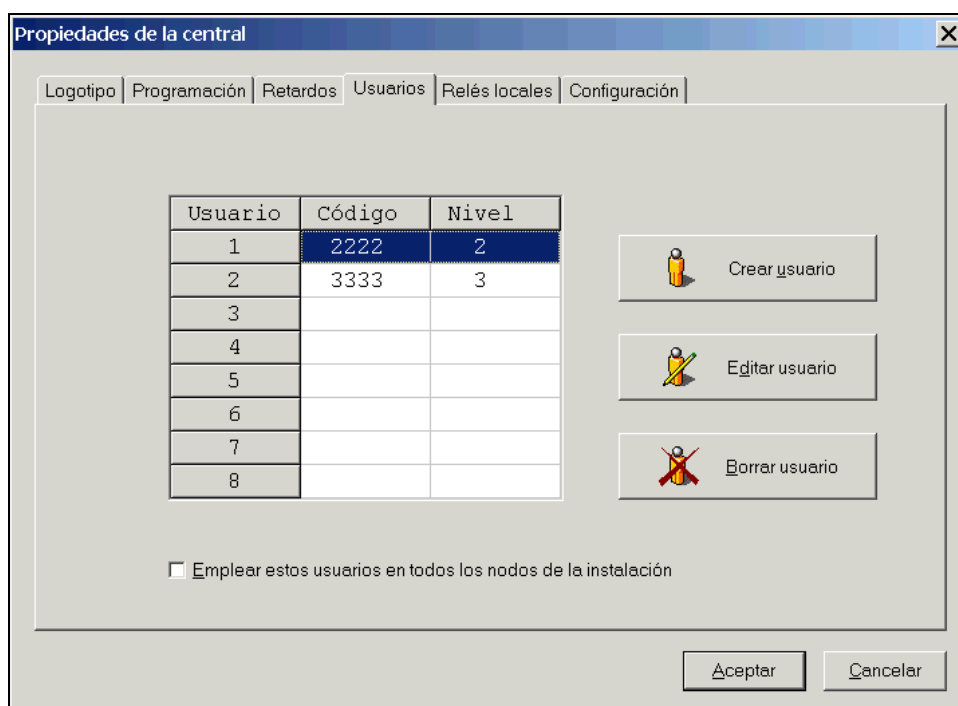 Propiedades de la central
Logotipo Programación Retardos Usuarios Relés locales Configuración
Usuario Código Nivel
1 2222 2
2 3333 3
3
4
5
6
7
8
Crear usuario
Editar usuario
Borrar usuario
Emplear estos usuarios en todos los nodos de la instalación
Aceptar Cancelar